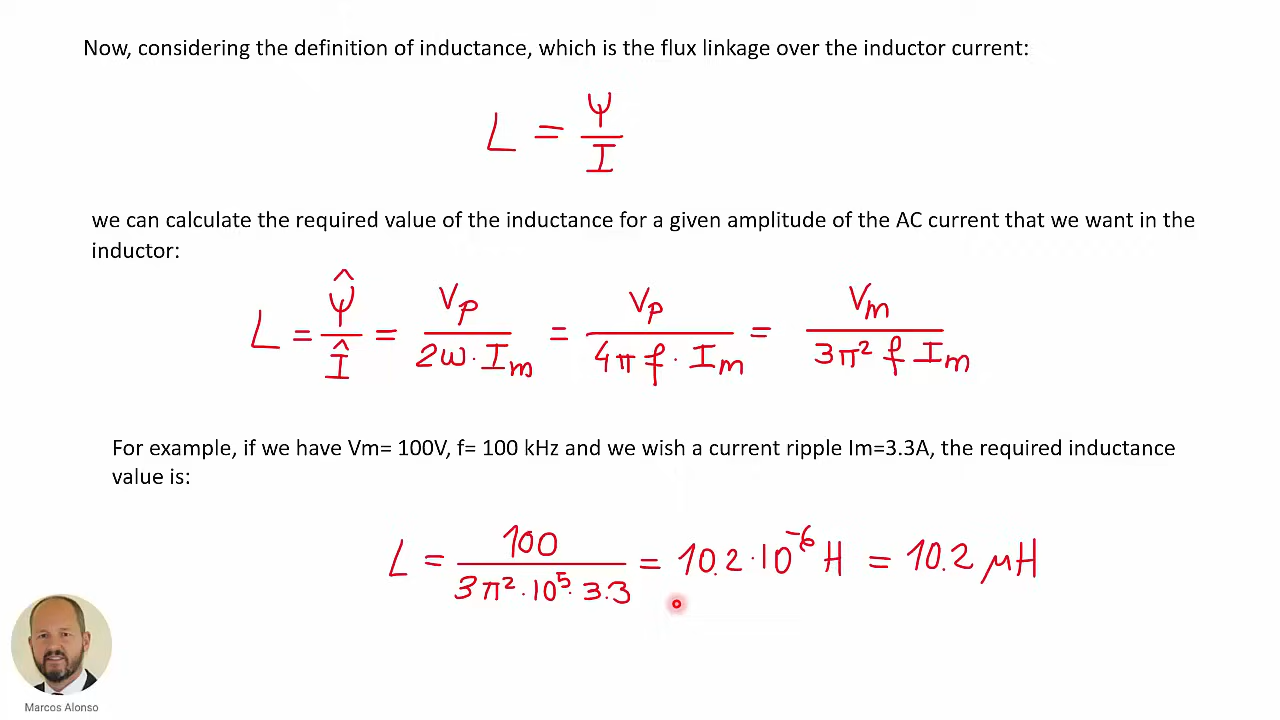 Now, considering the definition of inductance, which is the flux linkage over the inductor current:
L = Ψ / I
we can calculate the required value of the inductance for a given amplitude of the AC current that we want in the
inductor:
L = Ψ̂ / Î = Vp / 2ω · Im = Vp / 4π f · Im = Vm / 3π² f Im
For example, if we have Vm= 100V, f= 100 kHz and we wish a current ripple Im=3.3A, the required inductance
value is:
L = 100 / 3π² · 10⁵ · 3.3 = 10.2 · 10⁻⁶ H = 10.2 μH
Marcos Alonso